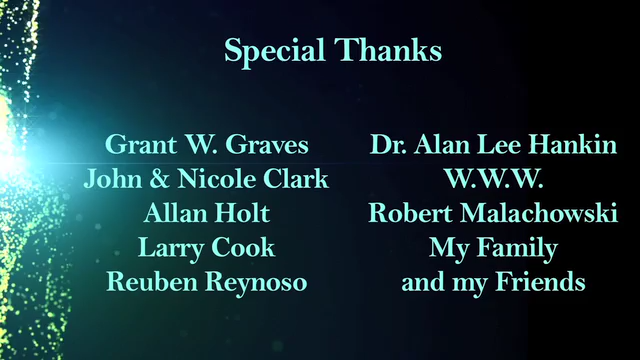 Special Thanks
Grant W. Graves
John & Nicole Clark
Allan Holt
Larry Cook
Reuben Reynoso
Dr. Alan Lee Hankin
W.W.W.
Robert Malachowski
My Family
and my Friends